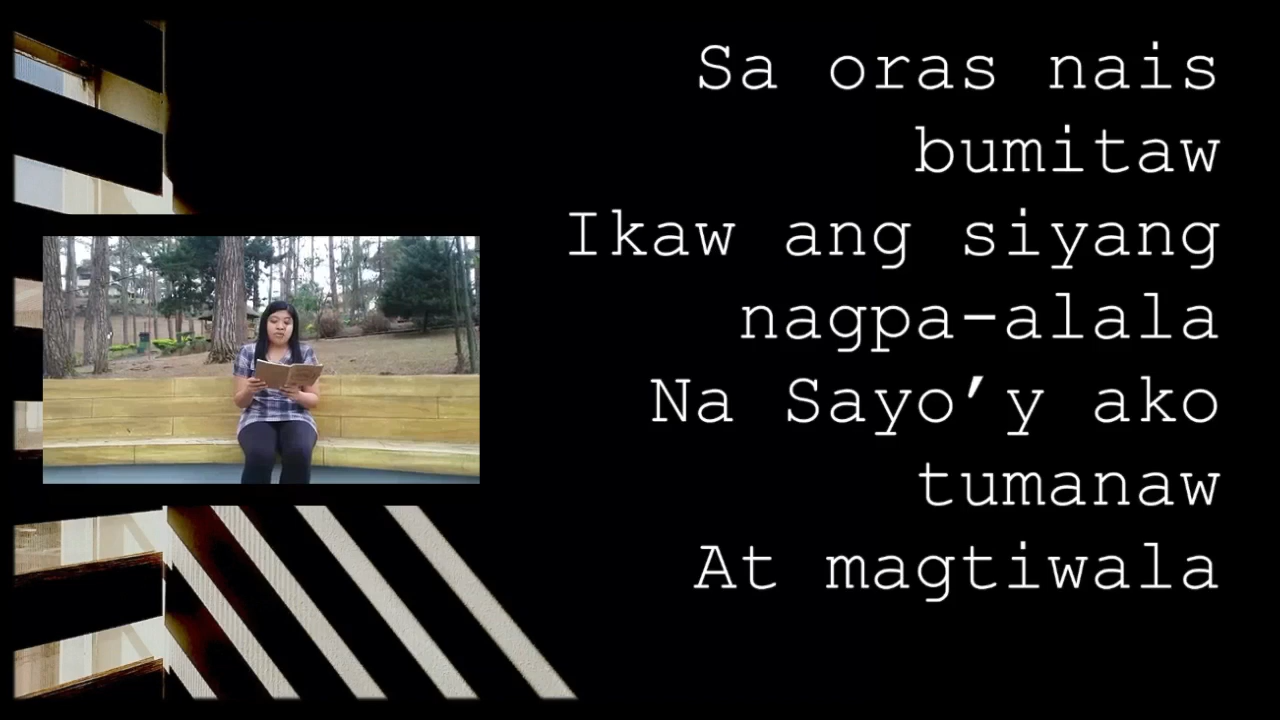 Sa oras nais
bumitaw
Ikaw ang siyang
nagpa-alala
Na Sayo’y ako
tumanaw
At magtiwala